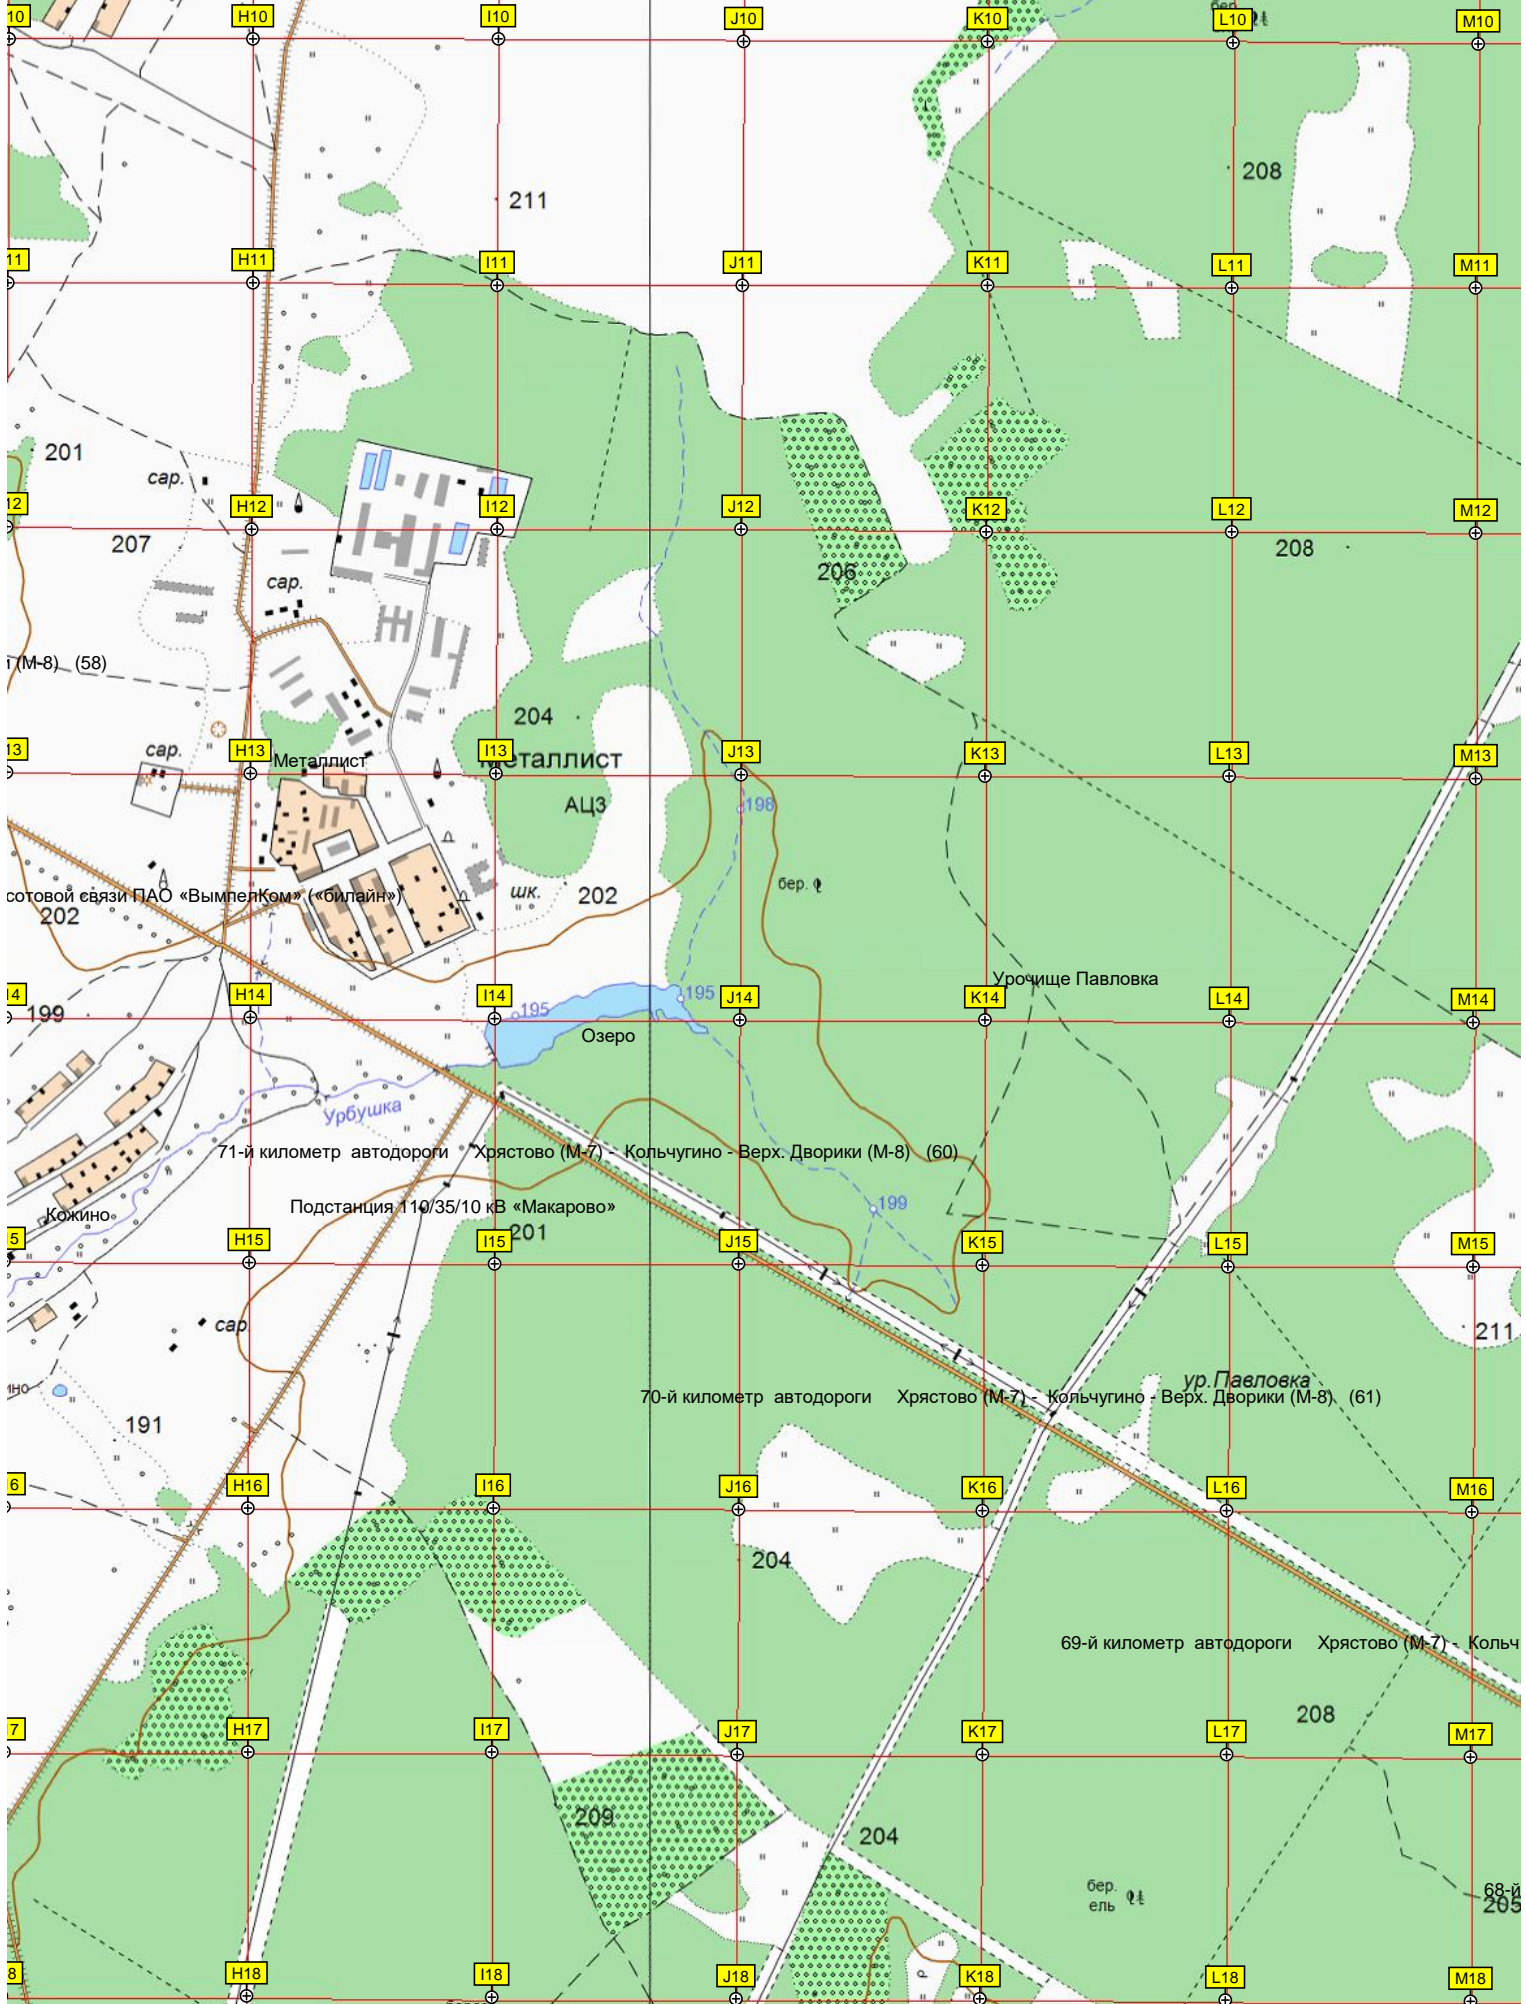 10 H10 I10 J10 K10 L10 M10
бер.
211
208
11 H11 I11 J11 K11 L11 M11
201
сар.
12 H12 I12 J12 K12 L12 M12
207
208
206
сар.
(М-8) (58)
204
13 H13 I13 J13 K13 L13 M13
сар.
Металлист
Металлист
АЦЗ
198
бер.
сотовой связи ПАО «ВымпелКом» («билайн»)
шк.
202
202
Урочище Павловка
14 H14 I14 J14 K14 L14 M14
199
195
195
Озеро
Урбушка
71-й километр автодороги Хрястово (М-7) - Кольчугино - Верх. Дворики (М-8) (60)
Подстанция 110/35/10 кВ «Макарово»
199
Кожино
201
5 H15 I15 J15 K15 L15 M15
сар.
211
ур.Павловка
ино
70-й километр автодороги Хрястово (М-7) - Кольчугино - Верх. Дворики (М-8) (61)
191
6 H16 I16 J16 K16 L16 M16
204
69-й километр автодороги Хрястово (М-7) - Кольч
208
7 H17 I17 J17 K17 L17 M17
209
204
бер.
ель
68-й
205
8 H18 I18 J18 K18 L18 M18